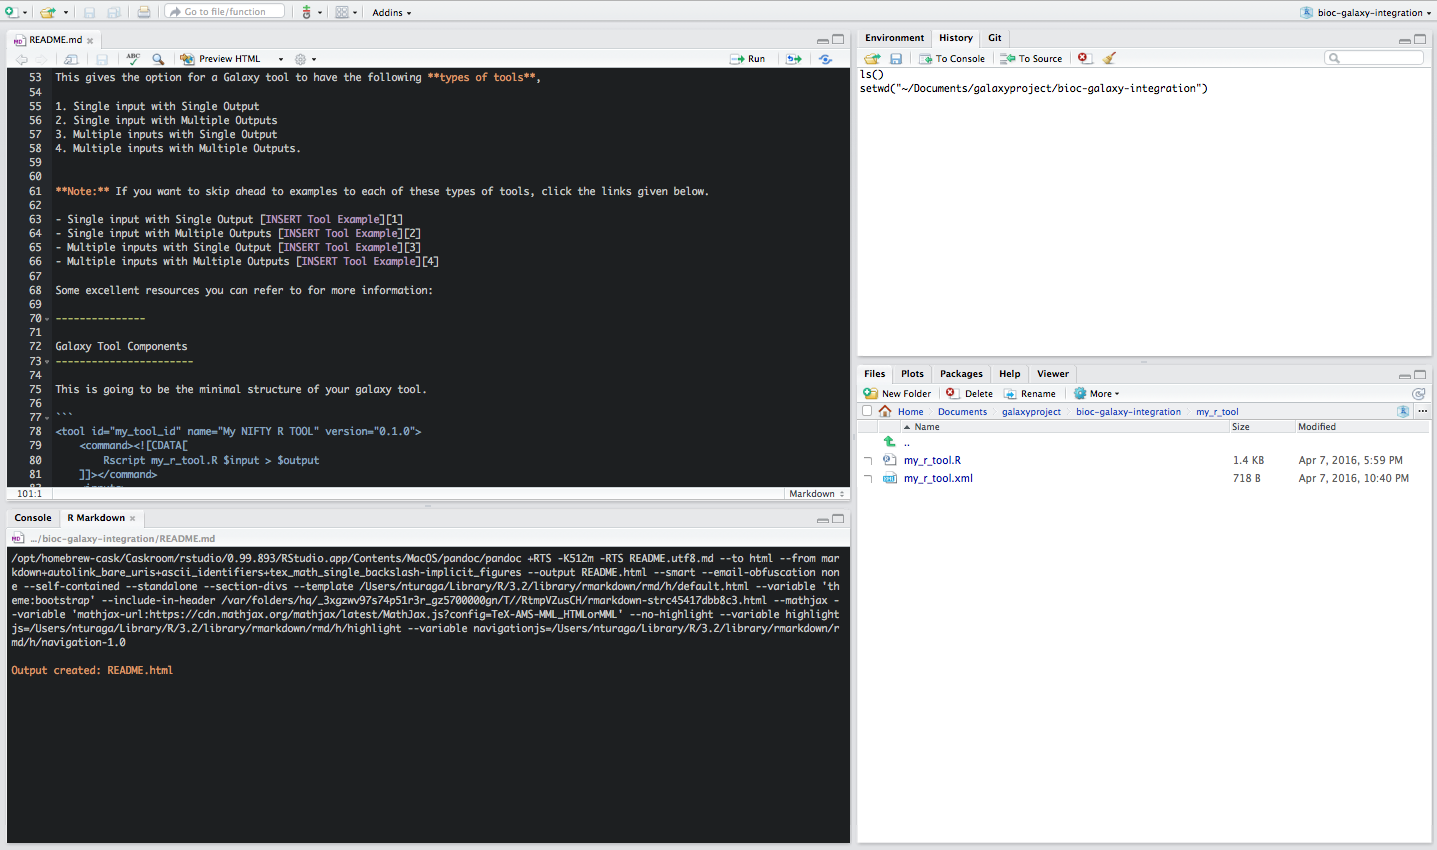 Go to file/function
Addins
bioc-galaxy-integration
README.md
ABC
Preview HTML
Run
53 This gives the option for a Galaxy tool to have the following **types of tools**,
54
55 1. Single input with Single Output
56 2. Single input with Multiple Outputs
57 3. Multiple inputs with Single Output
58 4. Multiple inputs with Multiple Outputs.
59
60
61 **Note:** If you want to skip ahead to examples to each of these types of tools, click the links given below.
62
63 - Single input with Single Output [INSERT Tool Example][1]
64 - Single input with Multiple Outputs [INSERT Tool Example][2]
65 - Multiple inputs with Single Output [INSERT Tool Example][3]
66 - Multiple inputs with Multiple Outputs [INSERT Tool Example][4]
67
68 Some excellent resources you can refer to for more information:
69
70 ---------------
71
72 Galaxy Tool Components
73 -----------------------
74
75 This is going to be the minimal structure of your galaxy tool.
76
77 ```
78 <tool id="my_tool_id" name="My NIFTY R TOOL" version="0.1.0">
79     <command><![CDATA[
80         Rscript my_r_tool.R $input > $output
81     ]]></command>
101:1
Markdown
Console
R Markdown
.../bioc-galaxy-integration/README.md
/opt/homebrew-cask/Caskroom/rstudio/0.99.893/RStudio.app/Contents/MacOS/pandoc/pandoc +RTS -K512m -RTS README.utf8.md --to html --from mar
kdown+autolink_bare_uris+ascii_identifiers+tex_math_single_backslash-implicit_figures --output README.html --smart --email-obfuscation non
e --self-contained --standalone --section-divs --template /Users/nturaga/Library/R/3.2/library/rmarkdown/rmd/h/default.html --variable 'th
eme:bootstrap' --include-in-header /var/folders/hq/_3xgzwv97s74p51r3r_gz5700000gn/T//RtmpVZusCH/rmarkdown-strc45417dbb8c3.html --mathjax -
-variable 'mathjax-url:https://cdn.mathjax.org/mathjax/latest/MathJax.js?config=TeX-AMS-MML_HTMLorMML' --no-highlight --variable highlight
js=/Users/nturaga/Library/R/3.2/library/rmarkdown/rmd/h/highlight --variable navigationjs=/Users/nturaga/Library/R/3.2/library/rmarkdown/r
md/h/navigation-1.0
Output created: README.html
Environment
History
Git
To Console
To Source
ls()
setwd("~/Documents/galaxyproject/bioc-galaxy-integration")
Files
Plots
Packages
Help
Viewer
New Folder
Delete
Rename
More
Home
Documents
galaxyproject
bioc-galaxy-integration
my_r_tool
...
Name
Size
Modified
..
my_r_tool.R 1.4 KB Apr 7, 2016, 5:59 PM
my_r_tool.xml 718 B Apr 7, 2016, 10:40 PM